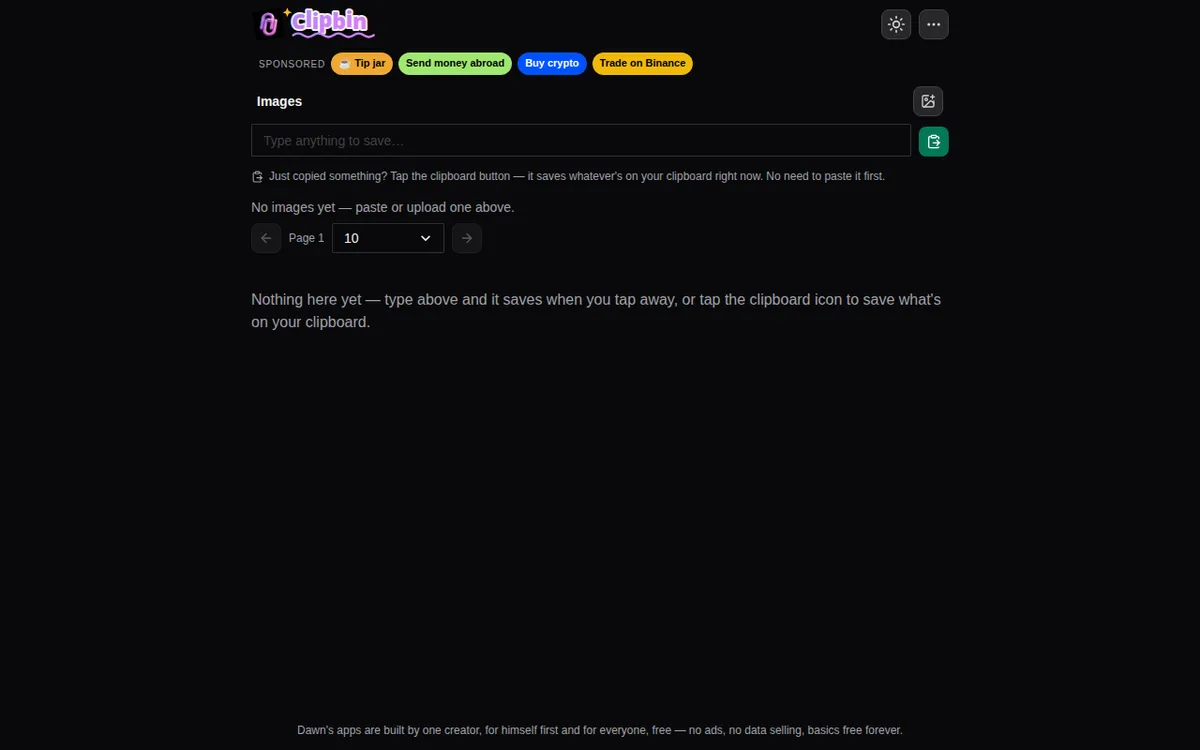 Clipbin
SPONSORED ☕ Tip jar Send money abroad Buy crypto Trade on Binance
Images
Type anything to save…
Just copied something? Tap the clipboard button — it saves whatever's on your clipboard right now. No need to paste it first.
No images yet — paste or upload one above.
Page 1 10
Nothing here yet — type above and it saves when you tap away, or tap the clipboard icon to save what's
on your clipboard.
Dawn's apps are built by one creator, for himself first and for everyone, free — no ads, no data selling, basics free forever.